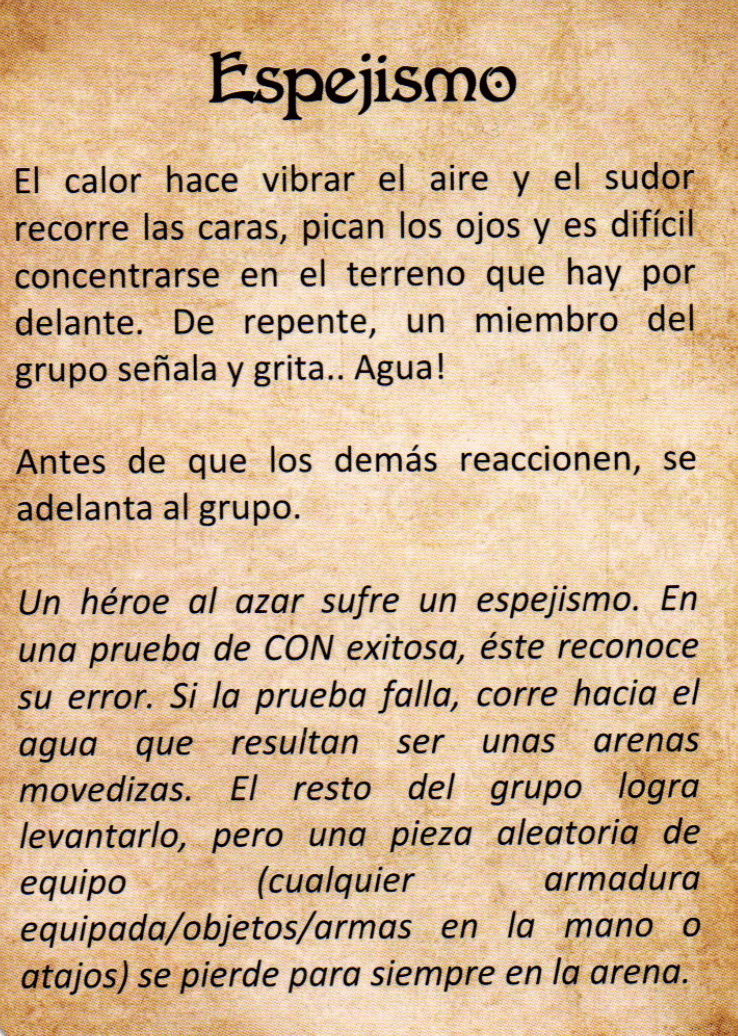 Espejismo
El calor hace vibrar el aire y el sudor
recorre las caras, pican los ojos y es difícil
concentrarse en el terreno que hay por
delante. De repente, un miembro del
grupo señala y grita.. Agua!
Antes de que los demás reaccionen, se
adelanta al grupo.
Un héroe al azar sufre un espejismo. En
una prueba de CON exitosa, éste reconoce
su error. Si la prueba falla, corre hacia el
agua que resultan ser unas arenas
movedizas. El resto del grupo logra
levantarlo, pero una pieza aleatoria de
equipo (cualquier armadura
equipada/objetos/armas en la mano o
atajos) se pierde para siempre en la arena.